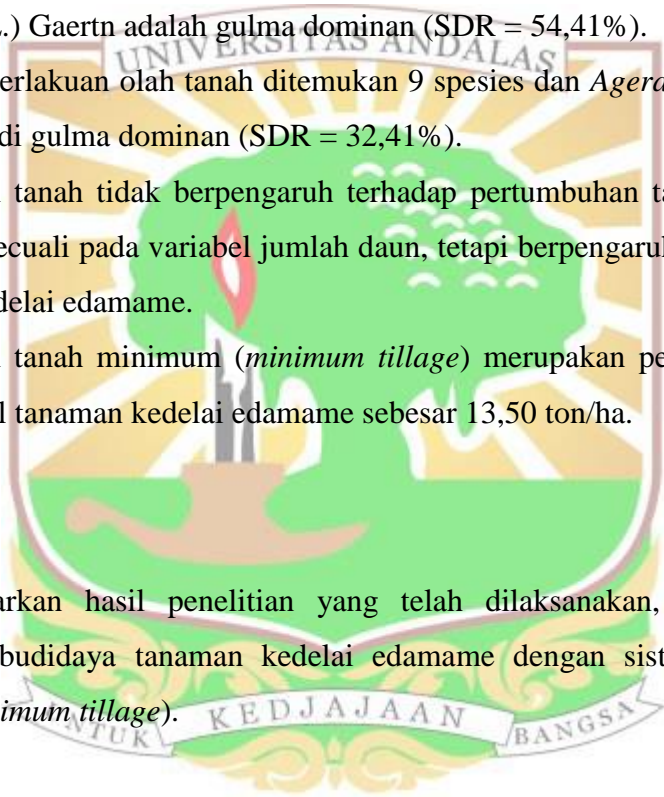 .) Gaertn adalah gulma dominan (SDR = 54,41%).
UNIVERSITAS ANDALAS
erlakuan olah tanah ditemukan 9 spesies dan Agera
di gulma dominan (SDR = 32,41%).
tanah tidak berpengaruh terhadap pertumbuhan ta
ecuali pada variabel jumlah daun, tetapi berpengaru
delai edamame.
tanah minimum (minimum tillage) merupakan pe
l tanaman kedelai edamame sebesar 13,50 ton/ha.
arkan hasil penelitian yang telah dilaksanakan,
budidaya tanaman kedelai edamame dengan sist
imum tillage).
UNTUK KEDJAJAAN BANGSA